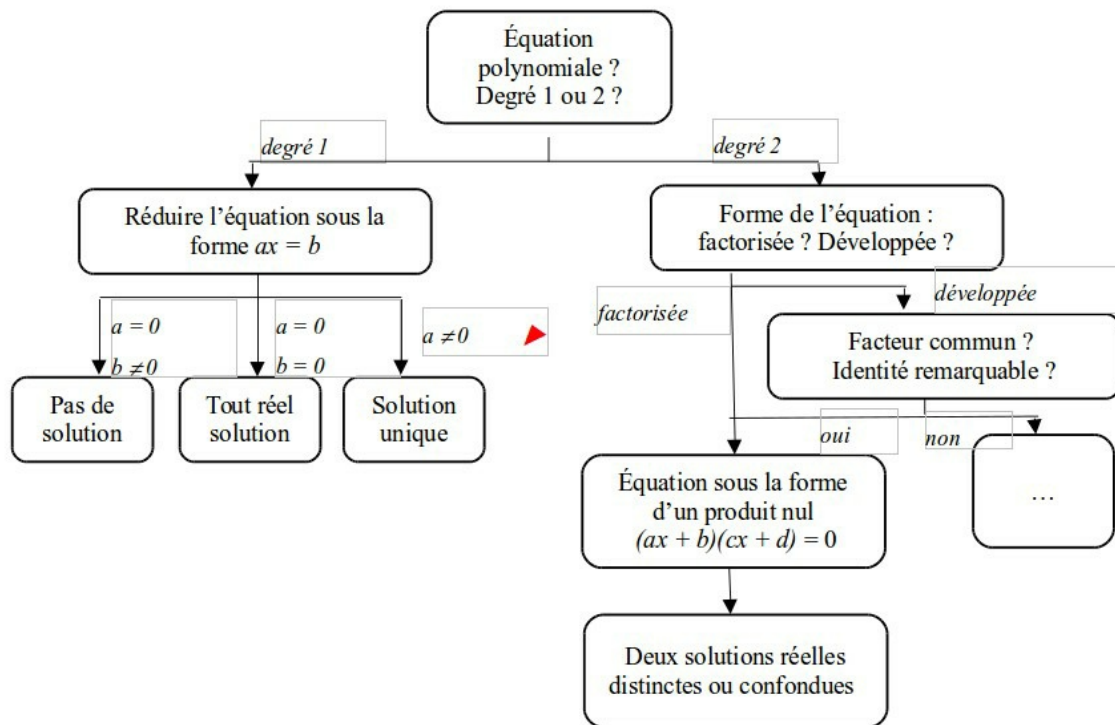 Équation
polynomiale ?
Degré 1 ou 2 ?
degré 1
degré 2
Réduire l’équation sous la
forme ax = b
Forme de l’équation :
factorisée ? Développée ?
a = 0
b ≠0
a = 0
b = 0
a ≠0
factorisée
développée
Facteur commun ?
Identité remarquable ?
Pas de
solution
Tout réel
solution
Solution
unique
oui
non
Équation sous la forme
d’un produit nul
(ax + b)(cx + d) = 0
…
Deux solutions réelles
distinctes ou confondues